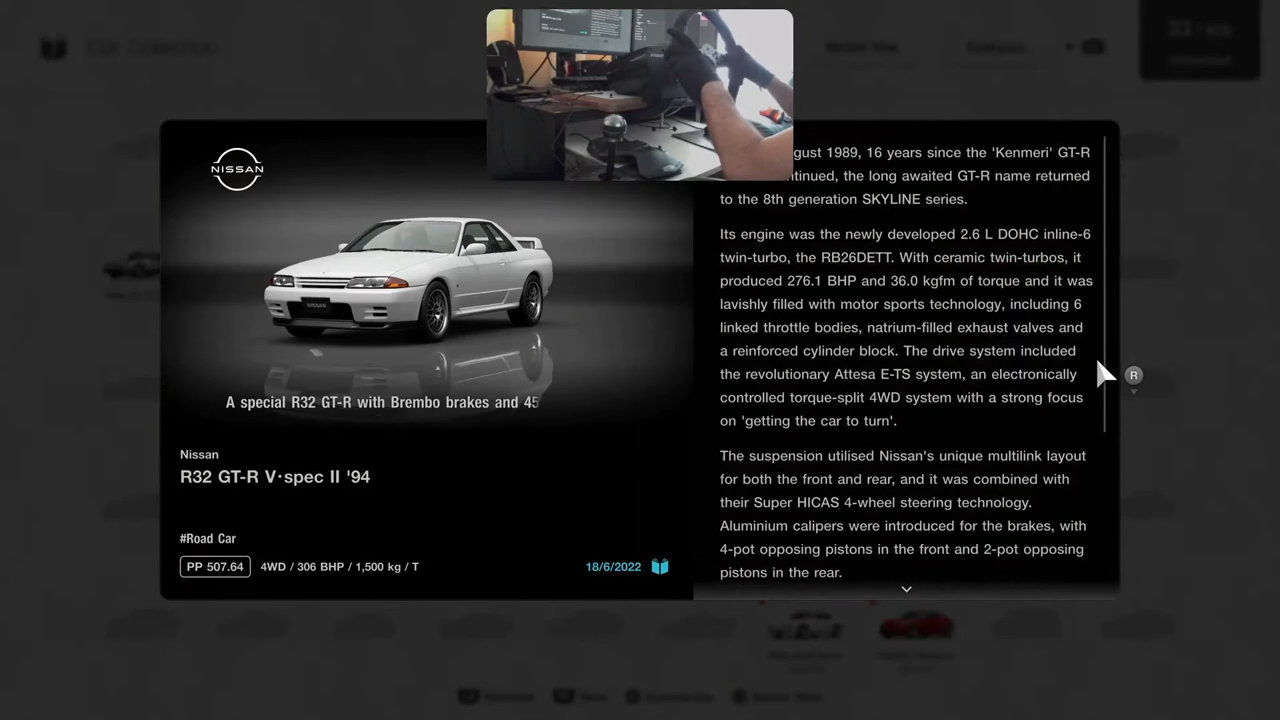 NISSAN
A special R32 GT-R with Brembo brakes and 45
Nissan
R32 GT-R V·spec II '94
#Road Car
PP 507.64 4WD / 306 BHP / 1,500 kg / T
18/6/2022
1989, 16 years since the 'Kenmeri' GT-R
the long awaited GT-R name returned
to the 8th generation SKYLINE series.
Its engine was the newly developed 2.6 L DOHC inline-6
twin-turbo, the RB26DETT. With ceramic twin-turbos, it
produced 276.1 BHP and 36.0 kgfm of torque and it was
lavishly filled with motor sports technology, including 6
linked throttle bodies, natrium-filled exhaust valves and
a reinforced cylinder block. The drive system included
the revolutionary Attesa E-TS system, an electronically
controlled torque-split 4WD system with a strong focus
on 'getting the car to turn'.
The suspension utilised Nissan's unique multilink layout
for both the front and rear, and it was combined with
their Super HICAS 4-wheel steering technology.
Aluminium calipers were introduced for the brakes, with
4-pot opposing pistons in the front and 2-pot opposing
pistons in the rear.
R